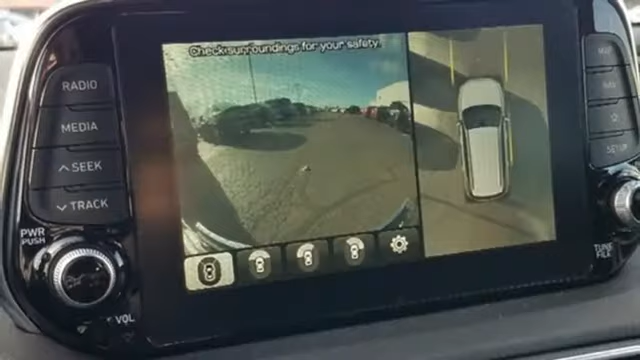 Check surroundings for your safety.
RADIO
MEDIA
SEEK
TRACK
PWR
PUSH
VOL
MAP
NAV
SETUP
TUNE
FILE